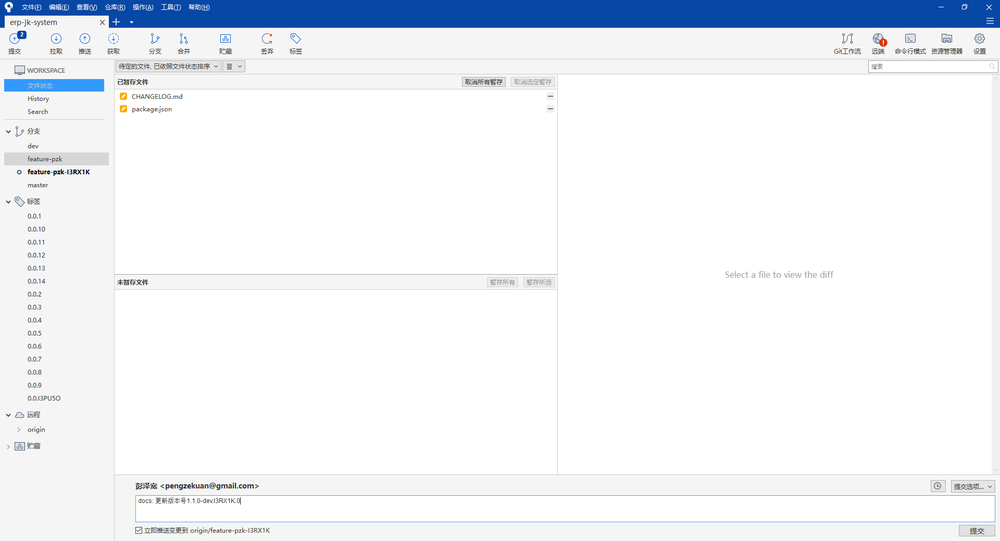 文件(F) 编辑(E) 查看(V) 仓库(R) 操作(A) 工具(T) 帮助(H)
erp-jk-system
2
提交 拉取 推送 获取 分支 合并 贮藏 丢弃 标签 Git工作流 远端 命令行模式 资源管理器 设置
WORKSPACE
文件状态
History
Search
分支
dev
feature-pzk
feature-pzk-I3RX1K
master
标签
0.0.1
0.0.10
0.0.11
0.0.12
0.0.13
0.0.14
0.0.2
0.0.3
0.0.4
0.0.5
0.0.6
0.0.7
0.0.8
0.0.9
0.0.I3PU5O
远程
origin
贮藏
待定的文件, 已依照文件状态排序
搜索
已暂存文件 取消所有暂存 取消选定暂存
CHANGELOG.md
package.json
未暂存文件 暂存所有 暂存所选
Select a file to view the diff
彭泽宽 <pengzekuan@gmail.com>
提交选项...
docs: 更新版本号1.1.0-dev.I3RX1K.0
立即推送变更到 origin/feature-pzk-I3RX1K
提交